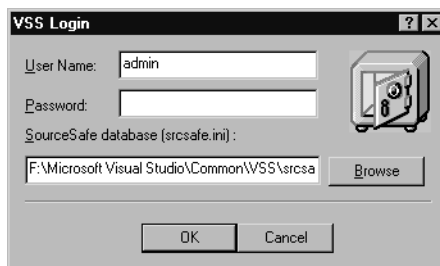 VSS Login
User Name: admin
Password:
SourceSafe database (srcsafe.ini) :
F:\Microsoft Visual Studio\Common\VSS\srcsa Browse
OK Cancel